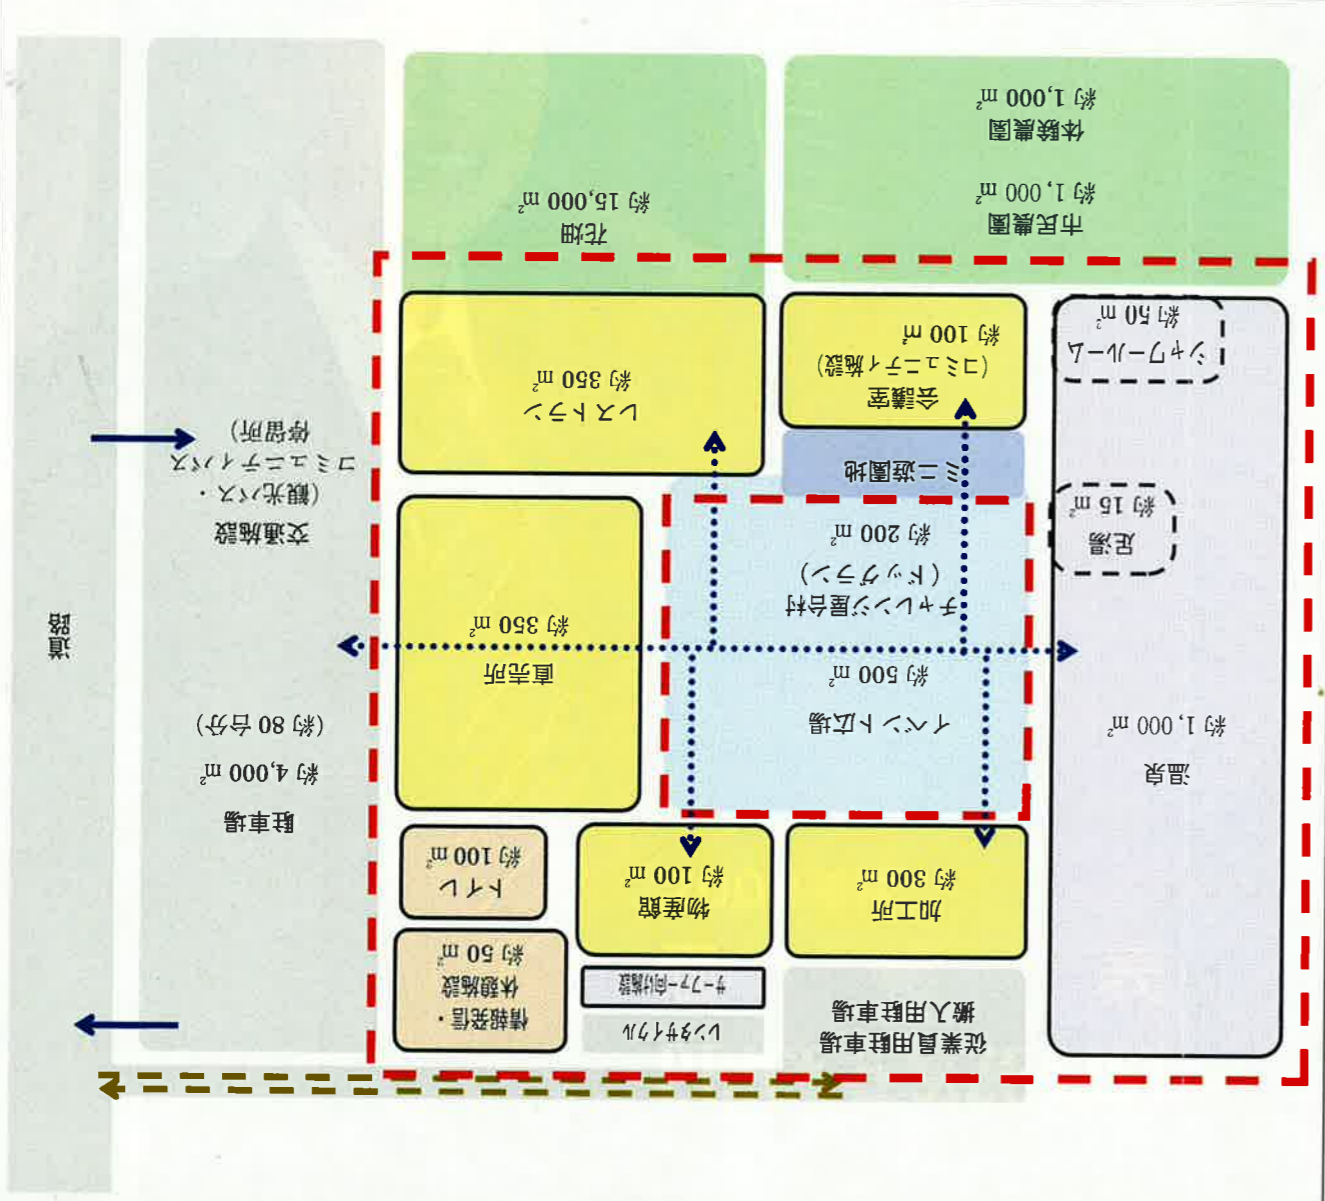 従業員用駐車場
搬入用駐車場
レンタサイクル
サーファー向け施設
情報発信・
休憩施設
約 50 m²
加工所
約 300 m²
物産館
約 100 m²
トイレ
約 100 m²
温泉
約 1,000 m²
イベント広場
約 500 m²
チャレンジ屋台村
(ドッグラン)
約 200 m²
直売所
約 350 m²
駐車場
約 4,000 m²
(約 80 台分)
道路
足湯
約 15 m²
シャワールーム
約 50 m²
ミニ遊園地
会議室
(コミュニティ施設)
約 100 m²
レストラン
約 350 m²
交通施設
(観光バス・
コミュニティバス
停留所)
市民農園
約 1,000 m²
体験農園
約 1,000 m²
花畑
約 15,000 m²